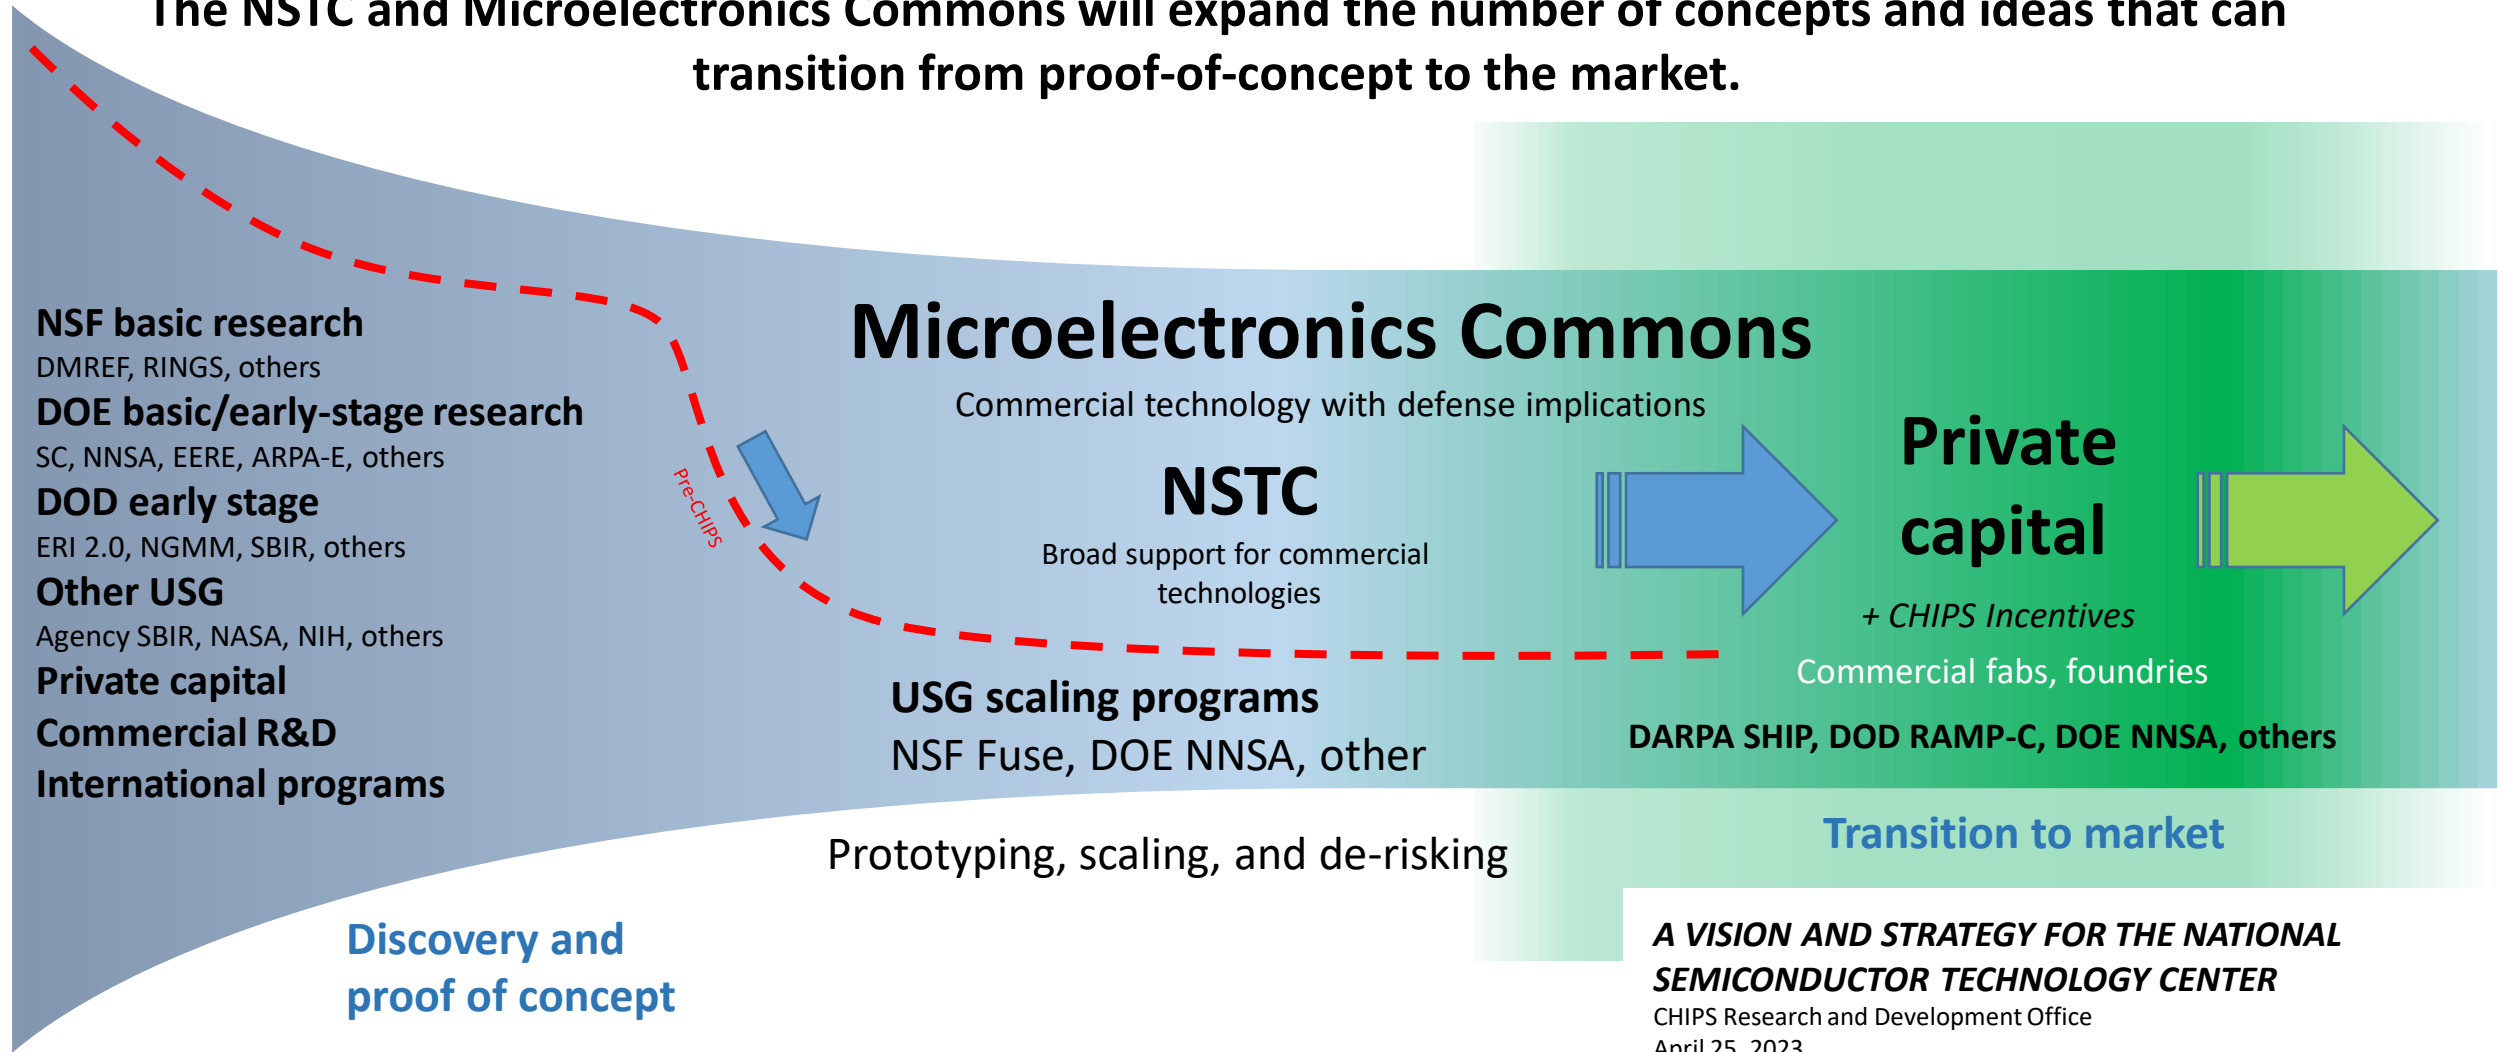 The NSTC and Microelectronics Commons will expand the number of concepts and ideas that can
transition from proof-of-concept to the market.
NSF basic research
DMREF, RINGS, others
DOE basic/early-stage research
SC, NNSA, EERE, ARPA-E, others
DOD early stage
ERI 2.0, NGMM, SBIR, others
Other USG
Agency SBIR, NASA, NIH, others
Private capital
Commercial R&D
International programs
Pre-CHIPS
Microelectronics Commons
Commercial technology with defense implications
NSTC
Broad support for commercial
technologies
USG scaling programs
NSF Fuse, DOE NNSA, other
Private
capital
+ CHIPS Incentives
Commercial fabs, foundries
DARPA SHIP, DOD RAMP-C, DOE NNSA, others
Discovery and
proof of concept
Prototyping, scaling, and de-risking
Transition to market
A VISION AND STRATEGY FOR THE NATIONAL
SEMICONDUCTOR TECHNOLOGY CENTER
CHIPS Research and Development Office
April 25, 2023